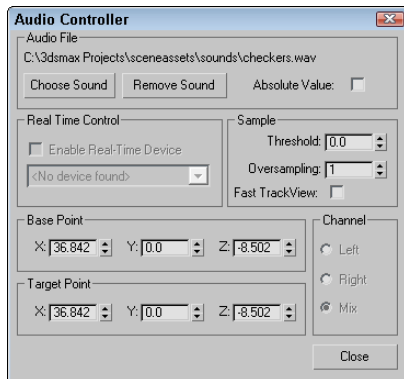 Audio Controller
Audio File
C:\3dsmax Projects\sceneassets\sounds\checkers.wav
Choose Sound Remove Sound Absolute Value:
Real Time Control
Enable Real-Time Device
<No device found>
Sample
Threshold: 0.0
Oversampling: 1
Fast TrackView:
Base Point
X: 36.842 Y: 0.0 Z: -8.502
Target Point
X: 36.842 Y: 0.0 Z: -8.502
Channel
Left
Right
Mix
Close